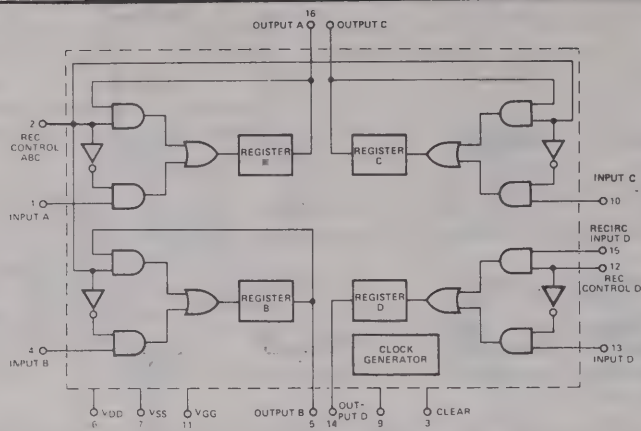 16
OUTPUT A
OUTPUT C
2
REC
CONTROL
ABC
REGISTER
REGISTER
C
1
INPUT A
INPUT C
10
RECIRC
INPUT D
15
12
REC
CONTROL D
REGISTER
B
REGISTER
D
CLOCK
GENERATOR
4
INPUT B
13
INPUT D
VDD
6
VSS
7
VGG
11
OUTPUT B
5
OUT-
PUT D
14
9
CLEAR
3